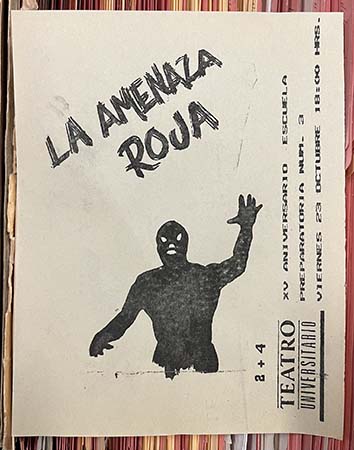 LA AMENAZA
ROJA
2+4
TEATRO
UNIVERSITARIO
XV ANIVERSARIO ESCUELA
PREPARATORIA NUM. 3
VIERNES 23 OCTUBRE 18:00 HRS.